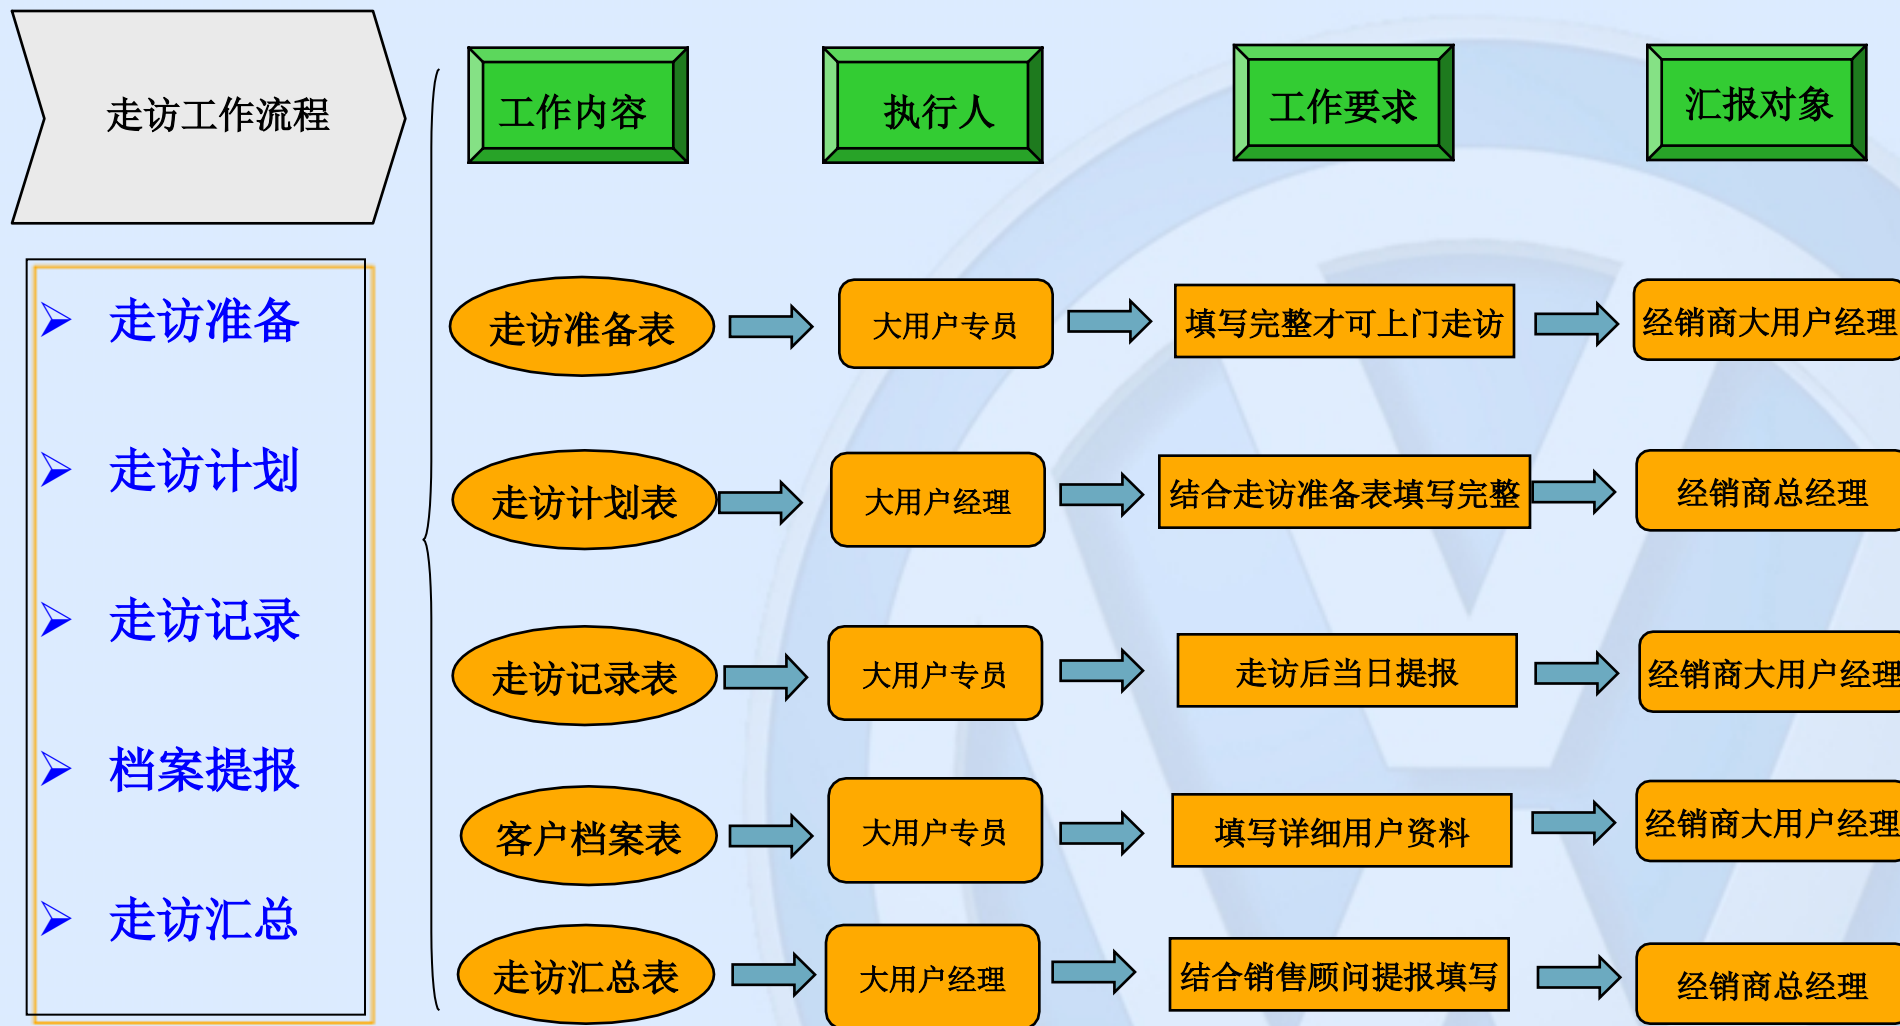 走访工作流程
工作内容
执行人
工作要求
汇报对象
走访准备
走访计划
走访记录
档案提报
走访汇总
走访准备表
大用户专员
填写完整才可上门走访
经销商大用户经理
走访计划表
大用户经理
结合走访准备表填写完整
经销商总经理
走访记录表
大用户专员
走访后当日提报
经销商大用户经理
客户档案表
大用户专员
填写详细用户资料
经销商大用户经理
走访汇总表
大用户经理
结合销售顾问提报填写
经销商总经理